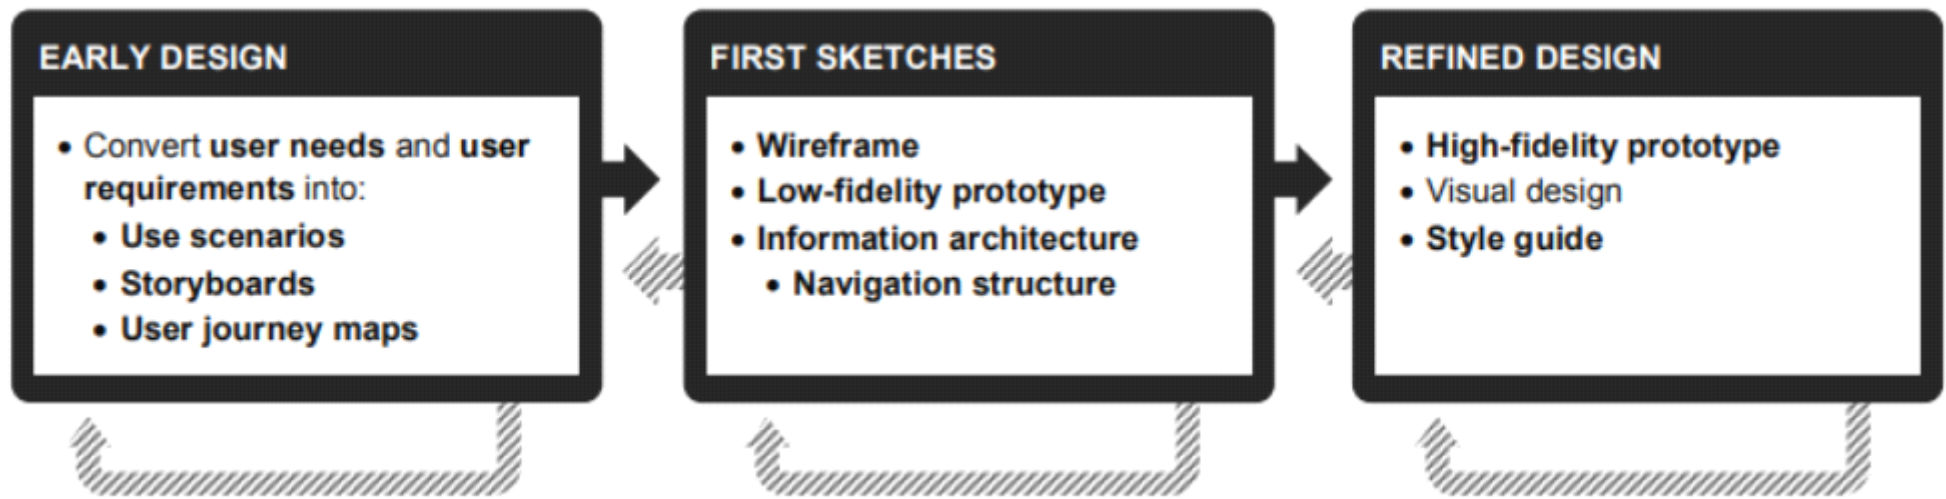 EARLY DESIGN
• Convert user needs and user
requirements into:
• Use scenarios
• Storyboards
• User journey maps
FIRST SKETCHES
• Wireframe
• Low-fidelity prototype
• Information architecture
• Navigation structure
REFINED DESIGN
• High-fidelity prototype
• Visual design
• Style guide